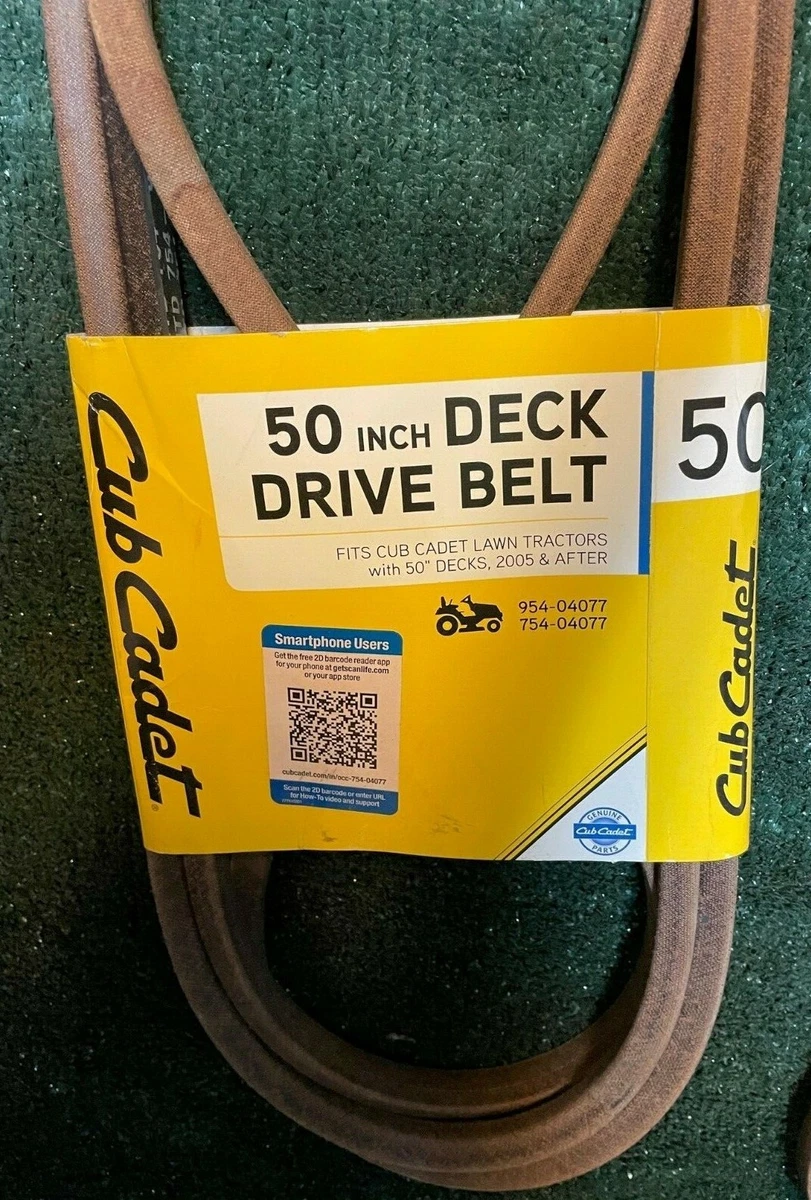 TD 754
Cub Cadet
50 INCH DECK
DRIVE BELT
FITS CUB CADET LAWN TRACTORS
with 50" DECKS, 2005 & AFTER
954-04077
754-04077
Smartphone Users
Get the free 2D barcode reader app
for your phone at getscanlife.com
or your app store
cubcadet.com/in/occ-754-04077
Scan the 2D barcode or enter URL
for How-To video and support
GENUINE
Cub Cadet
PARTS
50
Cub Cadet